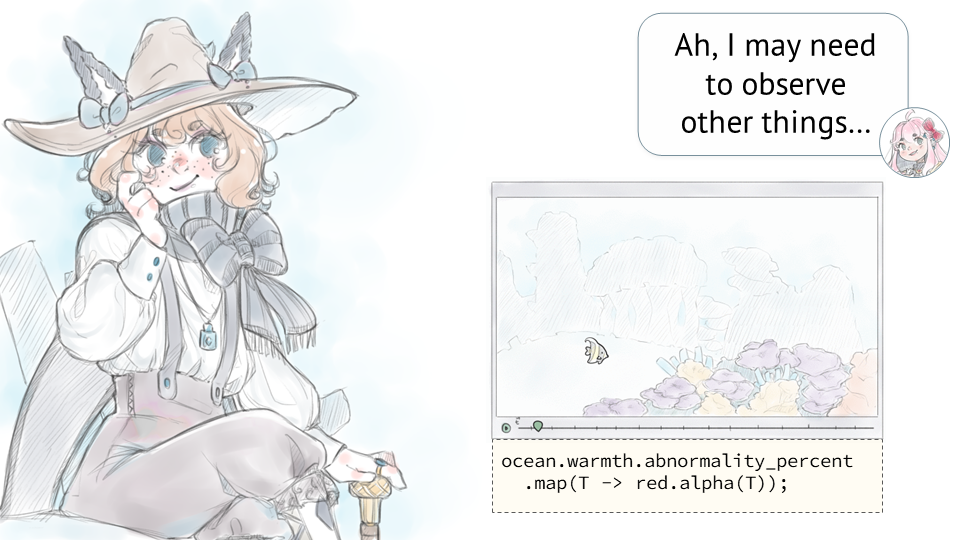 Ah, I may need
to observe
other things...
ocean.warmth.abnormality_percent
.map(T -> red.alpha(T));